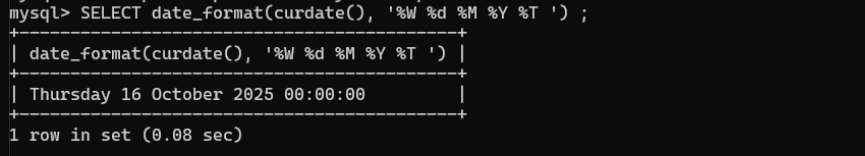 mysql> SELECT date_format(curdate(), '%W %d %M %Y %T ') ;
+-------------------------------------------+
| date_format(curdate(), '%W %d %M %Y %T ') |
+-------------------------------------------+
| Thursday 16 October 2025 00:00:00         |
+-------------------------------------------+
1 row in set (0.08 sec)